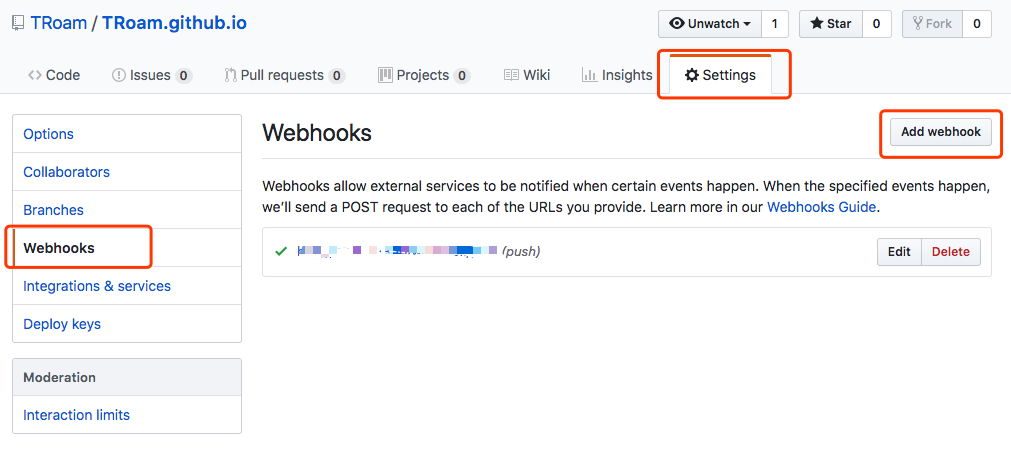 TRoam / TRoam.github.io
Unwatch 1 Star 0 Fork 0
Code Issues 0 Pull requests 0 Projects 0 Wiki Insights Settings
Options
Collaborators
Branches
Webhooks
Integrations & services
Deploy keys
Moderation
Interaction limits
Webhooks
Add webhook
Webhooks allow external services to be notified when certain events happen. When the specified events happen,
we’ll send a POST request to each of the URLs you provide. Learn more in our Webhooks Guide.
(push) Edit Delete